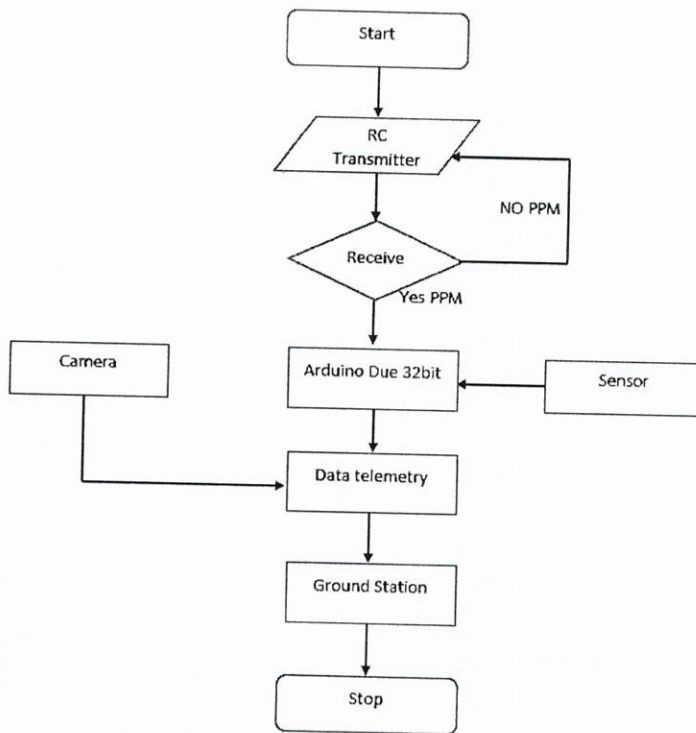 Start
RC
Transmitter
NO PPM
Receive
Yes PPM
Camera
Arduino Due 32bit
Sensor
Data telemetry
Ground Station
Stop